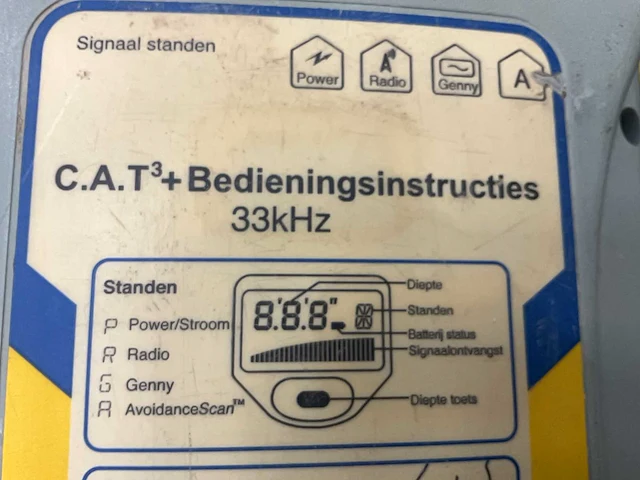 Signaal standen
Power
Radio
Genny
A
C.A.T³+ Bedieningsinstructies
33kHz
Standen
P Power/Stroom
R Radio
G Genny
A AvoidanceScan™
8.8.8"
Diepte
Standen
Batterij status
Signaalontvangst
Diepte toets